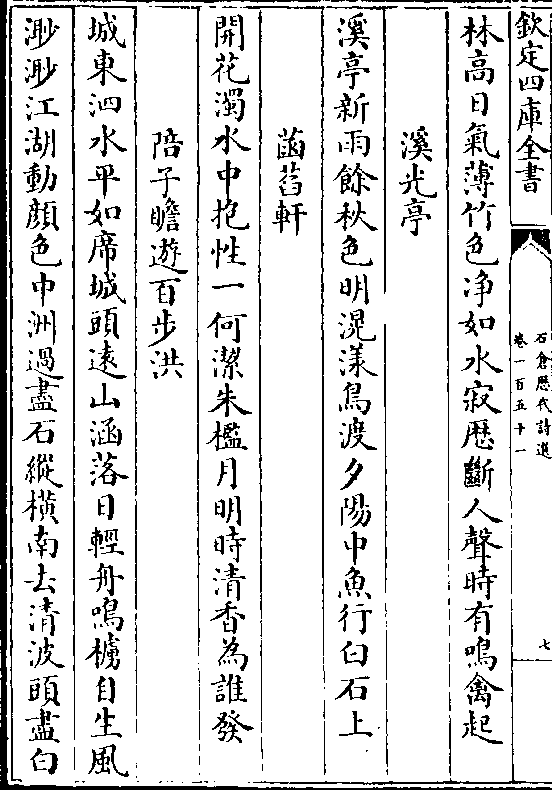 欽定四庫全書
石倉歷代詩選
卷一百五十一
七
林高日氣薄竹色净如水寂歷斷人聲時有鳴禽起
溪光亭
溪亭新雨餘秋色明滉漾鳥渡夕陽中魚行白石上
菡萏軒
開花濁水中抱性一何潔朱檻月明時清香為誰發
陪子瞻遊百步洪
城東泗水平如席城頭遠山涵落日輕舟鳴櫓自生風
渺渺江湖動顔色中洲過盡石縱橫南去清波頭盡白